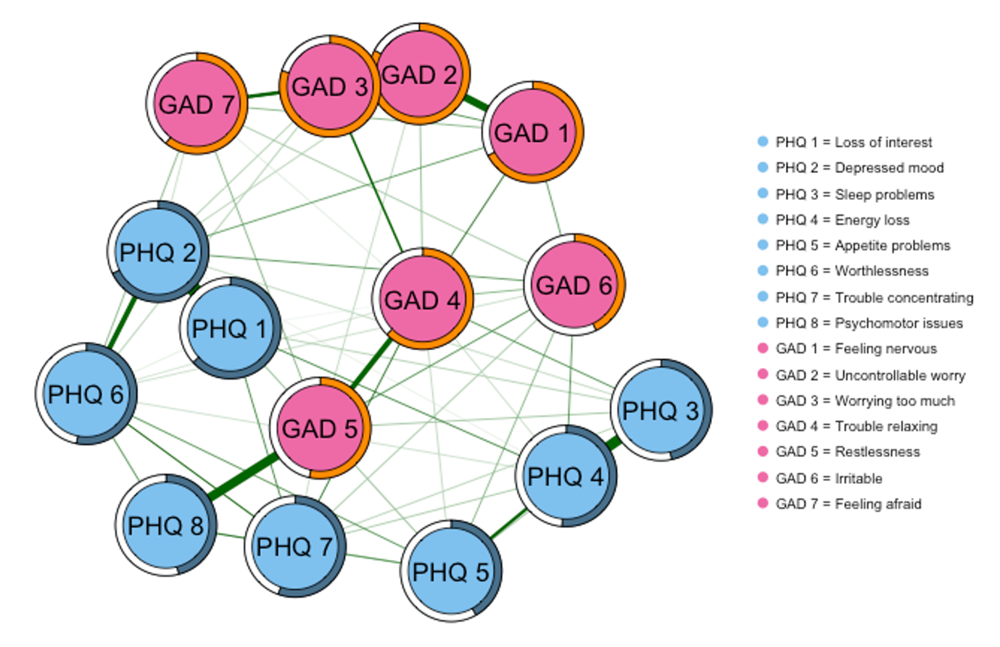 GAD 2
GAD 3
GAD 7
GAD 1
PHQ 2
GAD 6
GAD 4
PHQ 1
PHQ 6
PHQ 3
GAD 5
PHQ 4
PHQ 8
PHQ 7
PHQ 5
PHQ 1 = Loss of interest
PHQ 2 = Depressed mood
PHQ 3 = Sleep problems
PHQ 4 = Energy loss
PHQ 5 = Appetite problems
PHQ 6 = Worthlessness
PHQ 7 = Trouble concentrating
PHQ 8 = Psychomotor issues
GAD 1 = Feeling nervous
GAD 2 = Uncontrollable worry
GAD 3 = Worrying too much
GAD 4 = Trouble relaxing
GAD 5 = Restlessness
GAD 6 = Irritable
GAD 7 = Feeling afraid